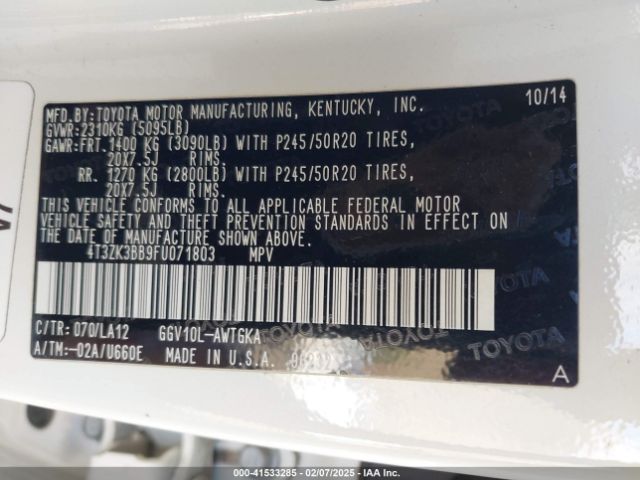 MFD.BY:TOYOTA MOTOR MANUFACTURING, KENTUCKY, INC. 10/14
GVWR:2310KG (5095LB)
GAWR:FRT.1400 KG (3090LB) WITH P245/50R20 TIRES,
20X7.5J RIMS.
RR. 1270 KG (2800LB) WITH P245/50R20 TIRES,
20X7.5J RIMS.
THIS VEHICLE CONFORMS TO ALL APPLICABLE FEDERAL MOTOR
VEHICLE SAFETY AND THEFT PREVENTION STANDARDS IN EFFECT ON
THE DATE OF MANUFACTURE SHOWN ABOVE.
4T3ZK3BB9FU071803 MPV
C/TR: 070/LA12 GGV10L-AWTGKA
A/TM:-02A/U660E MADE IN U.S.A.
A
TOYOTA
TOYOTA
TOYOTA
000-41533285 - 02/07/2025 - IAA Inc.